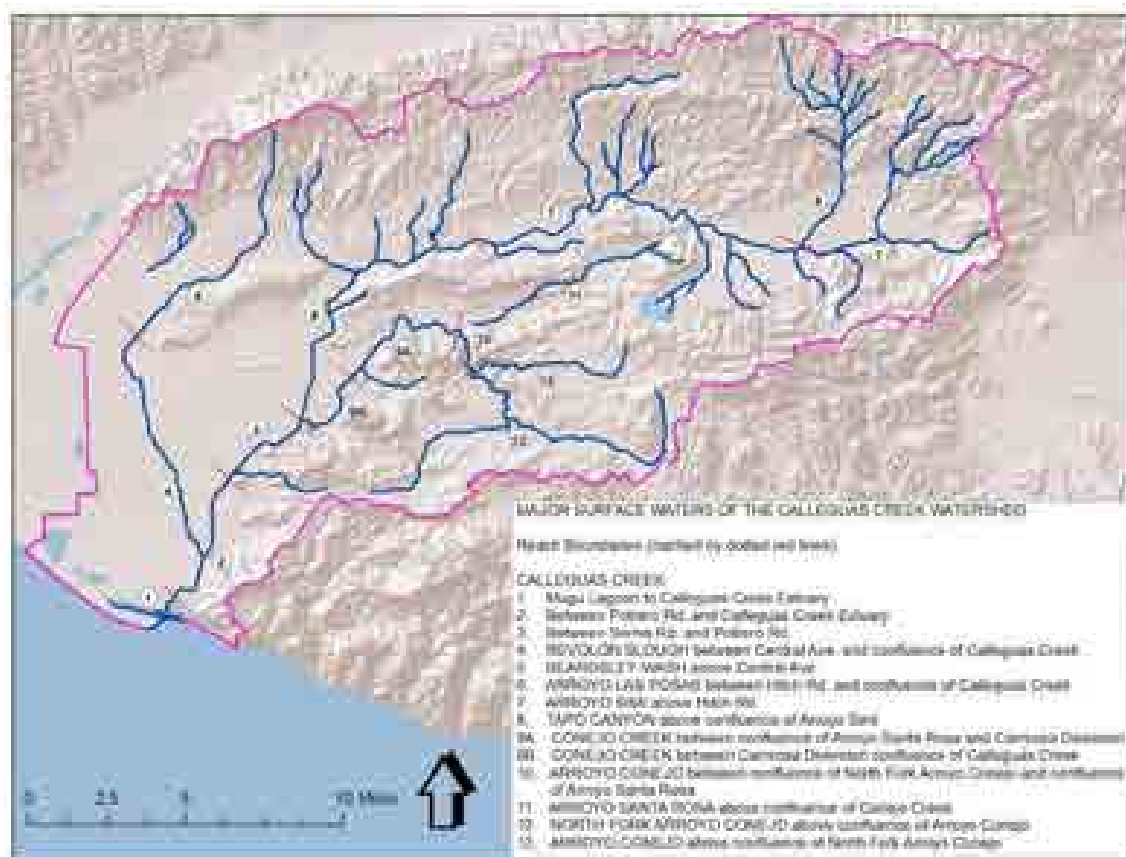 MAJOR SURFACE WATERS OF THE CALLEGUAS CREEK WATERSHED
Reach Boundaries (marked by dotted red lines)
CALLEGUAS CREEK
1. Mugu Lagoon to Calleguas Creek Estuary
2. Between Potrero Rd. and Calleguas Creek Estuary
3. Between Somis Rd. and Potrero Rd.
4. REVOLON SLOUGH between Central Ave. and confluence of Calleguas Creek
5. BEARDSLEY WASH above Central Ave
6. ARROYO LAS POSAS between Hitch Rd. and confluence of Calleguas Creek
7. ARROYO SIMI above Hitch Rd.
8. TAPO CANYON above confluence of Arroyo Simi
9A. CONEJO CREEK between confluence of Arroyo Santa Rosa and Camrosa Diversion
9B. CONEJO CREEK between Camrosa Diversion confluence of Calleguas Creek
10. ARROYO CONEJO between confluence of North Fork Arroyo Conejo and confluence
of Arroyo Santa Rosa
11. ARROYO SANTA ROSA above confluence of Conejo Creek
12. NORTH FORK ARROYO CONEJO above confluence of Arroyo Conejo
13. ARROYO CONEJO above confluence of North Fork Arroyo Conejo
0 2.5 5 10 Miles